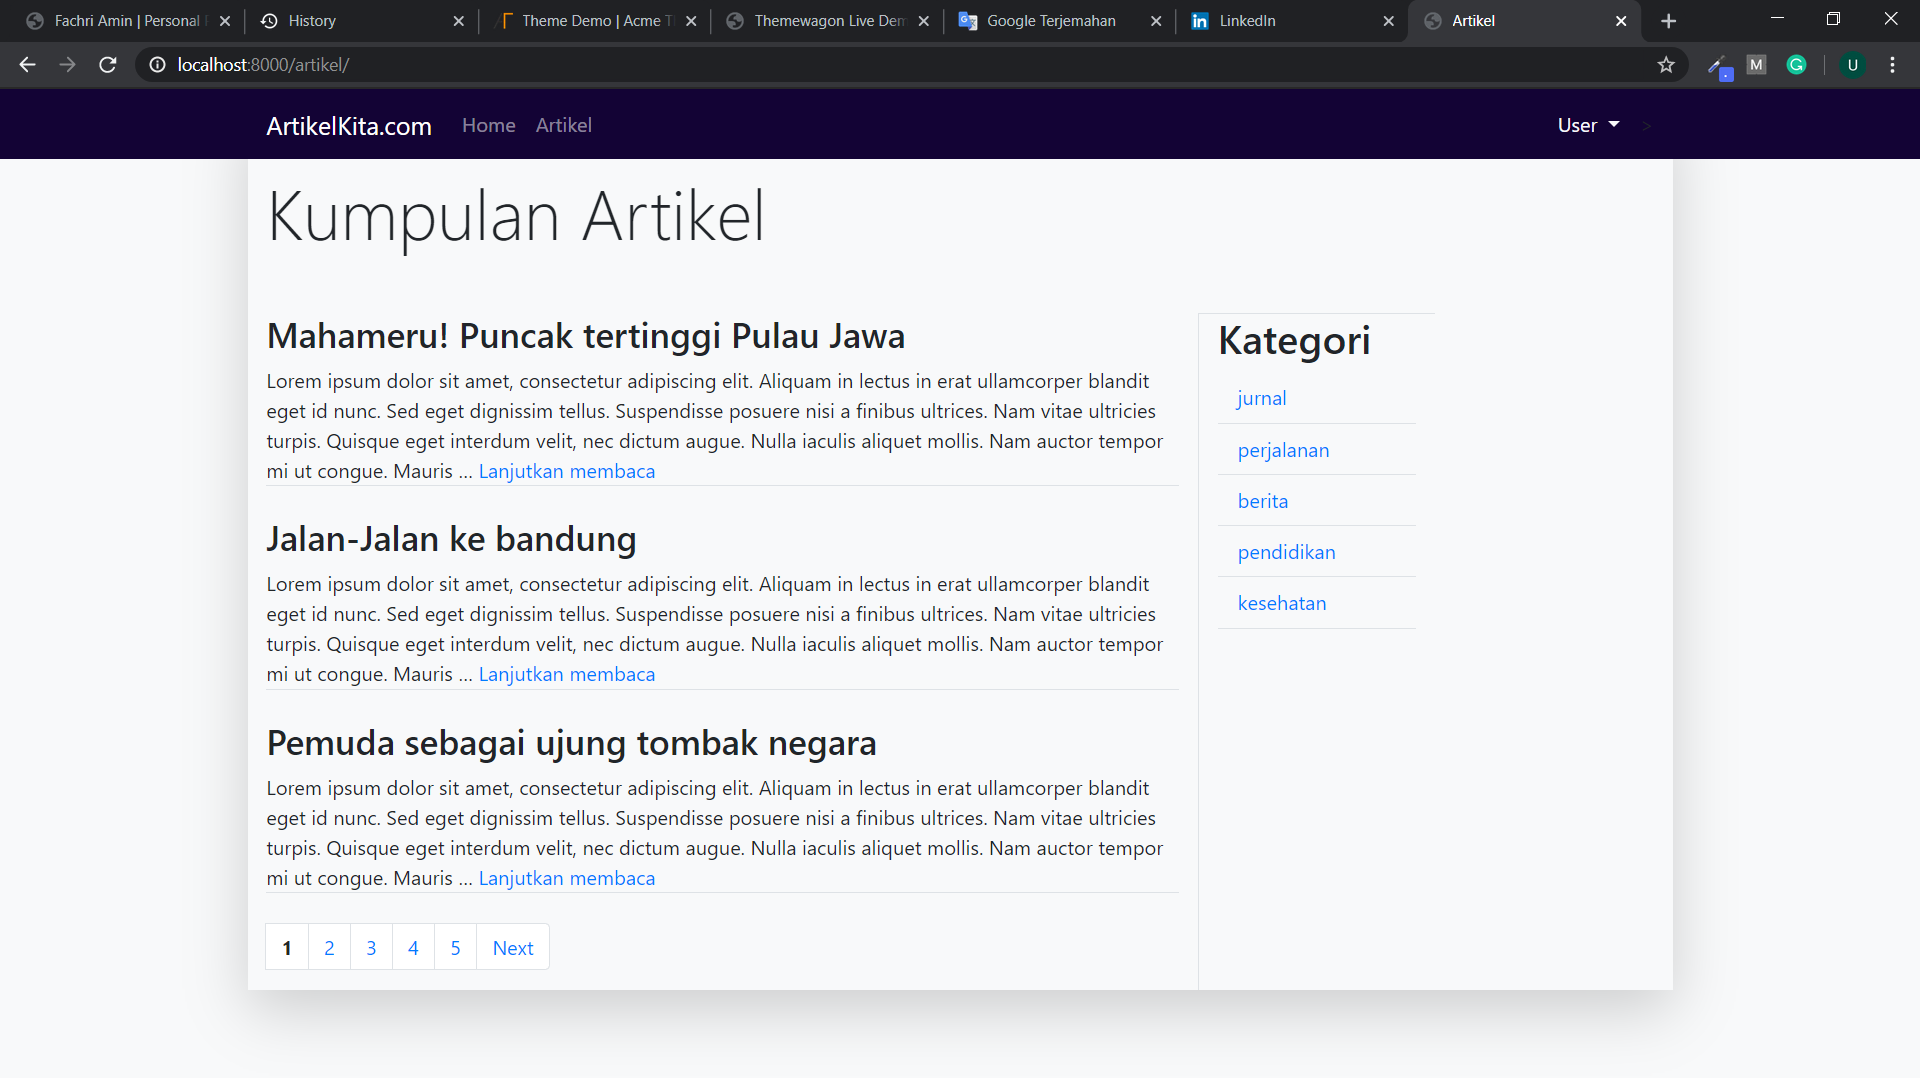 Fachri Amin | Personal
History
Theme Demo | Acme T
Themewagon Live Dem
Google Terjemahan
LinkedIn
Artikel
localhost:8000/artikel/
M
G
U
ArtikelKita.com
Home
Artikel
User
>
Kumpulan Artikel
Mahameru! Puncak tertinggi Pulau Jawa
Lorem ipsum dolor sit amet, consectetur adipiscing elit. Aliquam in lectus in erat ullamcorper blandit
eget id nunc. Sed eget dignissim tellus. Suspendisse posuere nisi a finibus ultrices. Nam vitae ultricies
turpis. Quisque eget interdum velit, nec dictum augue. Nulla iaculis aliquet mollis. Nam auctor tempor
mi ut congue. Mauris ... Lanjutkan membaca
Jalan-Jalan ke bandung
Lorem ipsum dolor sit amet, consectetur adipiscing elit. Aliquam in lectus in erat ullamcorper blandit
eget id nunc. Sed eget dignissim tellus. Suspendisse posuere nisi a finibus ultrices. Nam vitae ultricies
turpis. Quisque eget interdum velit, nec dictum augue. Nulla iaculis aliquet mollis. Nam auctor tempor
mi ut congue. Mauris ... Lanjutkan membaca
Pemuda sebagai ujung tombak negara
Lorem ipsum dolor sit amet, consectetur adipiscing elit. Aliquam in lectus in erat ullamcorper blandit
eget id nunc. Sed eget dignissim tellus. Suspendisse posuere nisi a finibus ultrices. Nam vitae ultricies
turpis. Quisque eget interdum velit, nec dictum augue. Nulla iaculis aliquet mollis. Nam auctor tempor
mi ut congue. Mauris ... Lanjutkan membaca
1 2 3 4 5 Next
Kategori
jurnal
perjalanan
berita
pendidikan
kesehatan